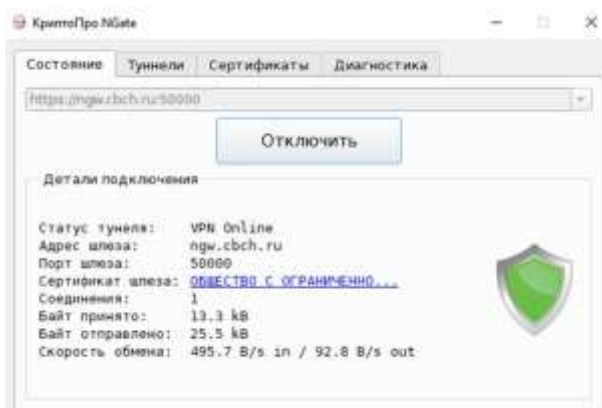 КриптоПро NGate
Состояние Туннели Сертификаты Диагностика
https://ngw.cbch.ru:50000
Отключить
Детали подключения
Статус тунеля: VPN Online
Адрес шлюза: ngw.cbch.ru
Порт шлюза: 50000
Сертификат шлюза: ОБЩЕСТВО С ОГРАНИЧЕННО...
Соединения: 1
Байт принято: 13.3 kB
Байт отправлено: 25.5 kB
Скорость обмена: 495.7 B/s in / 92.8 B/s out